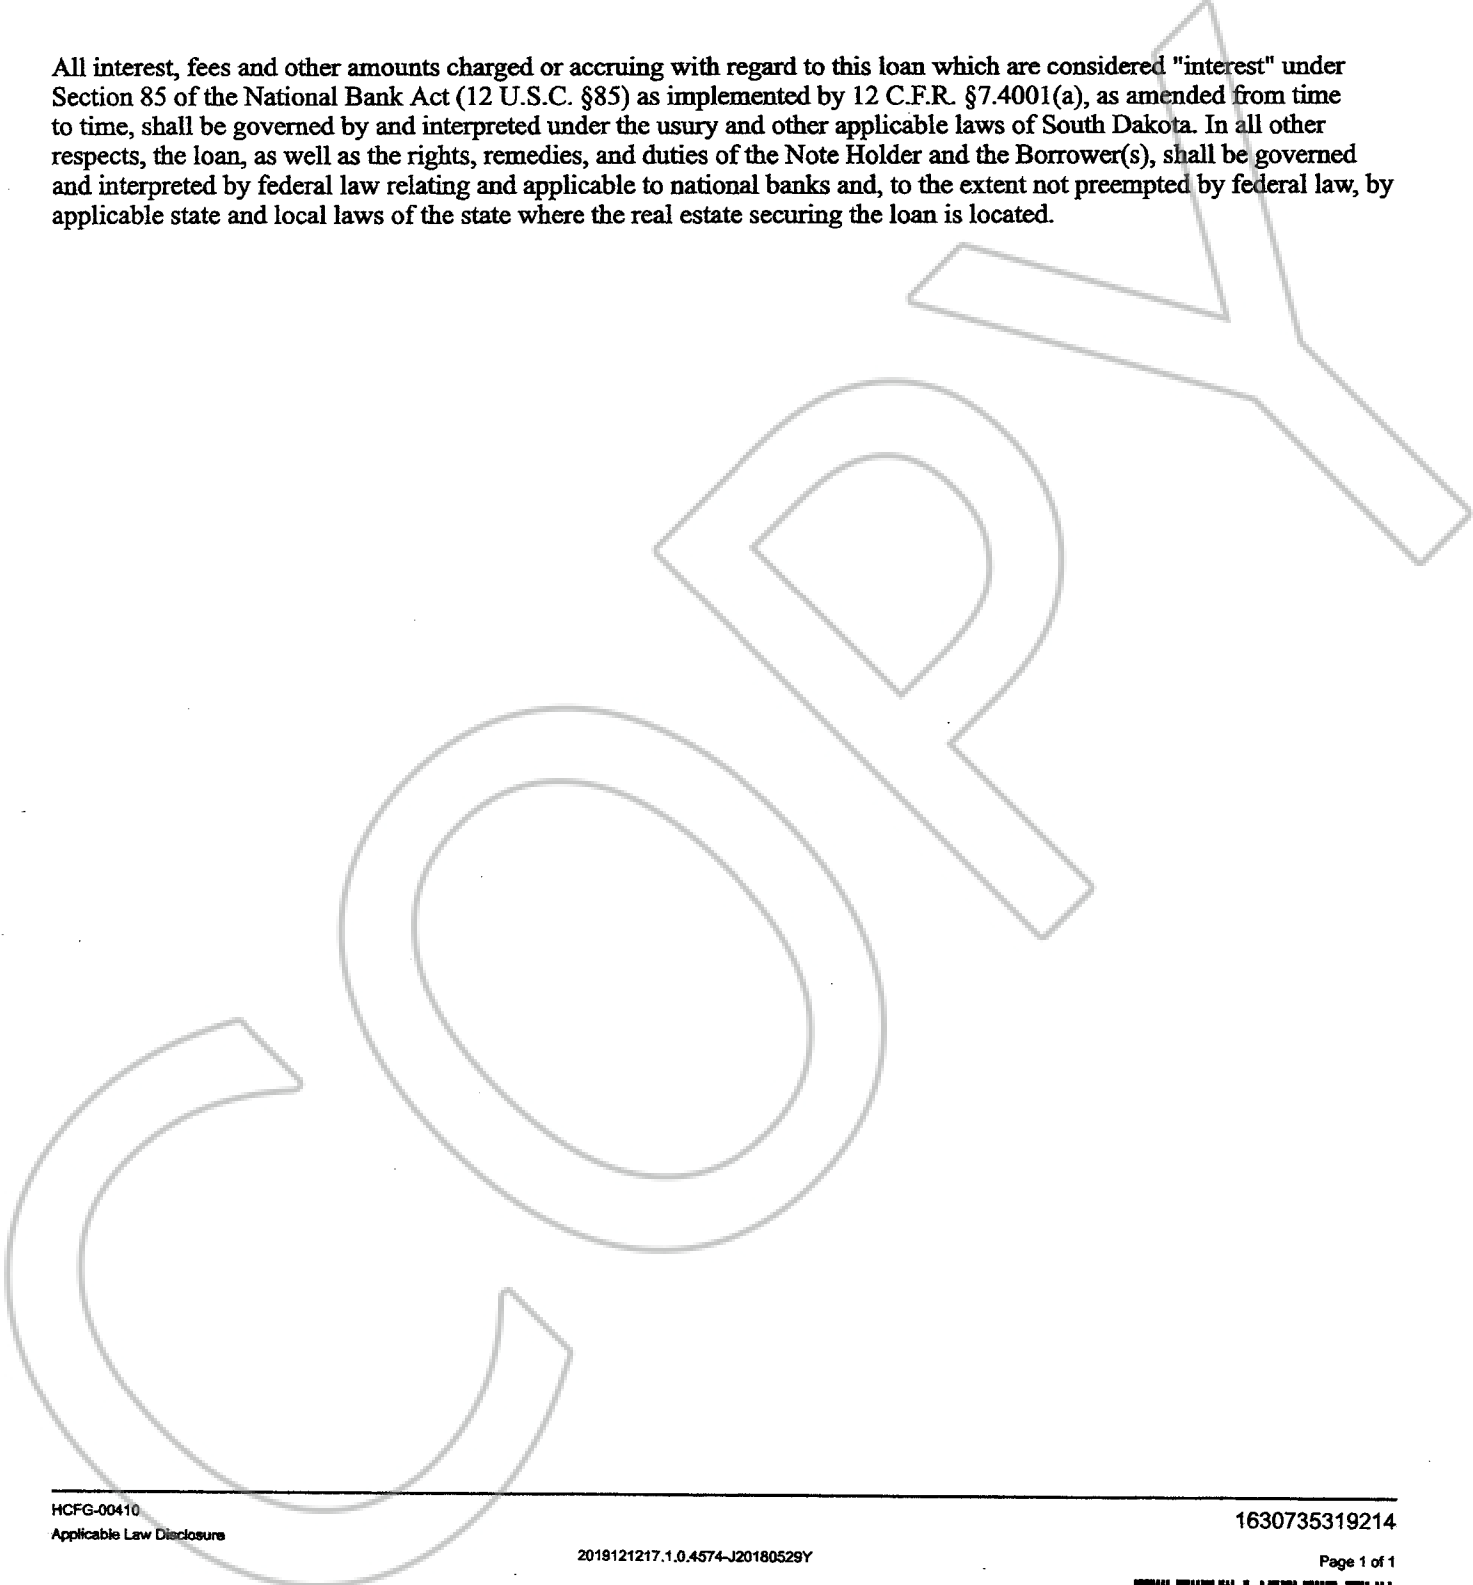 All interest, fees and other amounts charged or accruing with regard to this loan which are considered "interest" under
Section 85 of the National Bank Act (12 U.S.C. §85) as implemented by 12 C.F.R. §7.4001(a), as amended from time
to time, shall be governed by and interpreted under the usury and other applicable laws of South Dakota. In all other
respects, the loan, as well as the rights, remedies, and duties of the Note Holder and the Borrower(s), shall be governed
and interpreted by federal law relating and applicable to national banks and, to the extent not preempted by federal law, by
applicable state and local laws of the state where the real estate securing the loan is located.
COPY
HCFG-00410
1630735319214
Applicable Law Disclosure
2019121217.1.0.4574-J20180529Y
Page 1 of 1